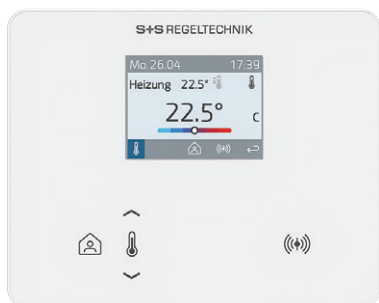 S+S REGELTECHNIK
Mo.26.04 17:39
Heizung 22.5°
22.5° C